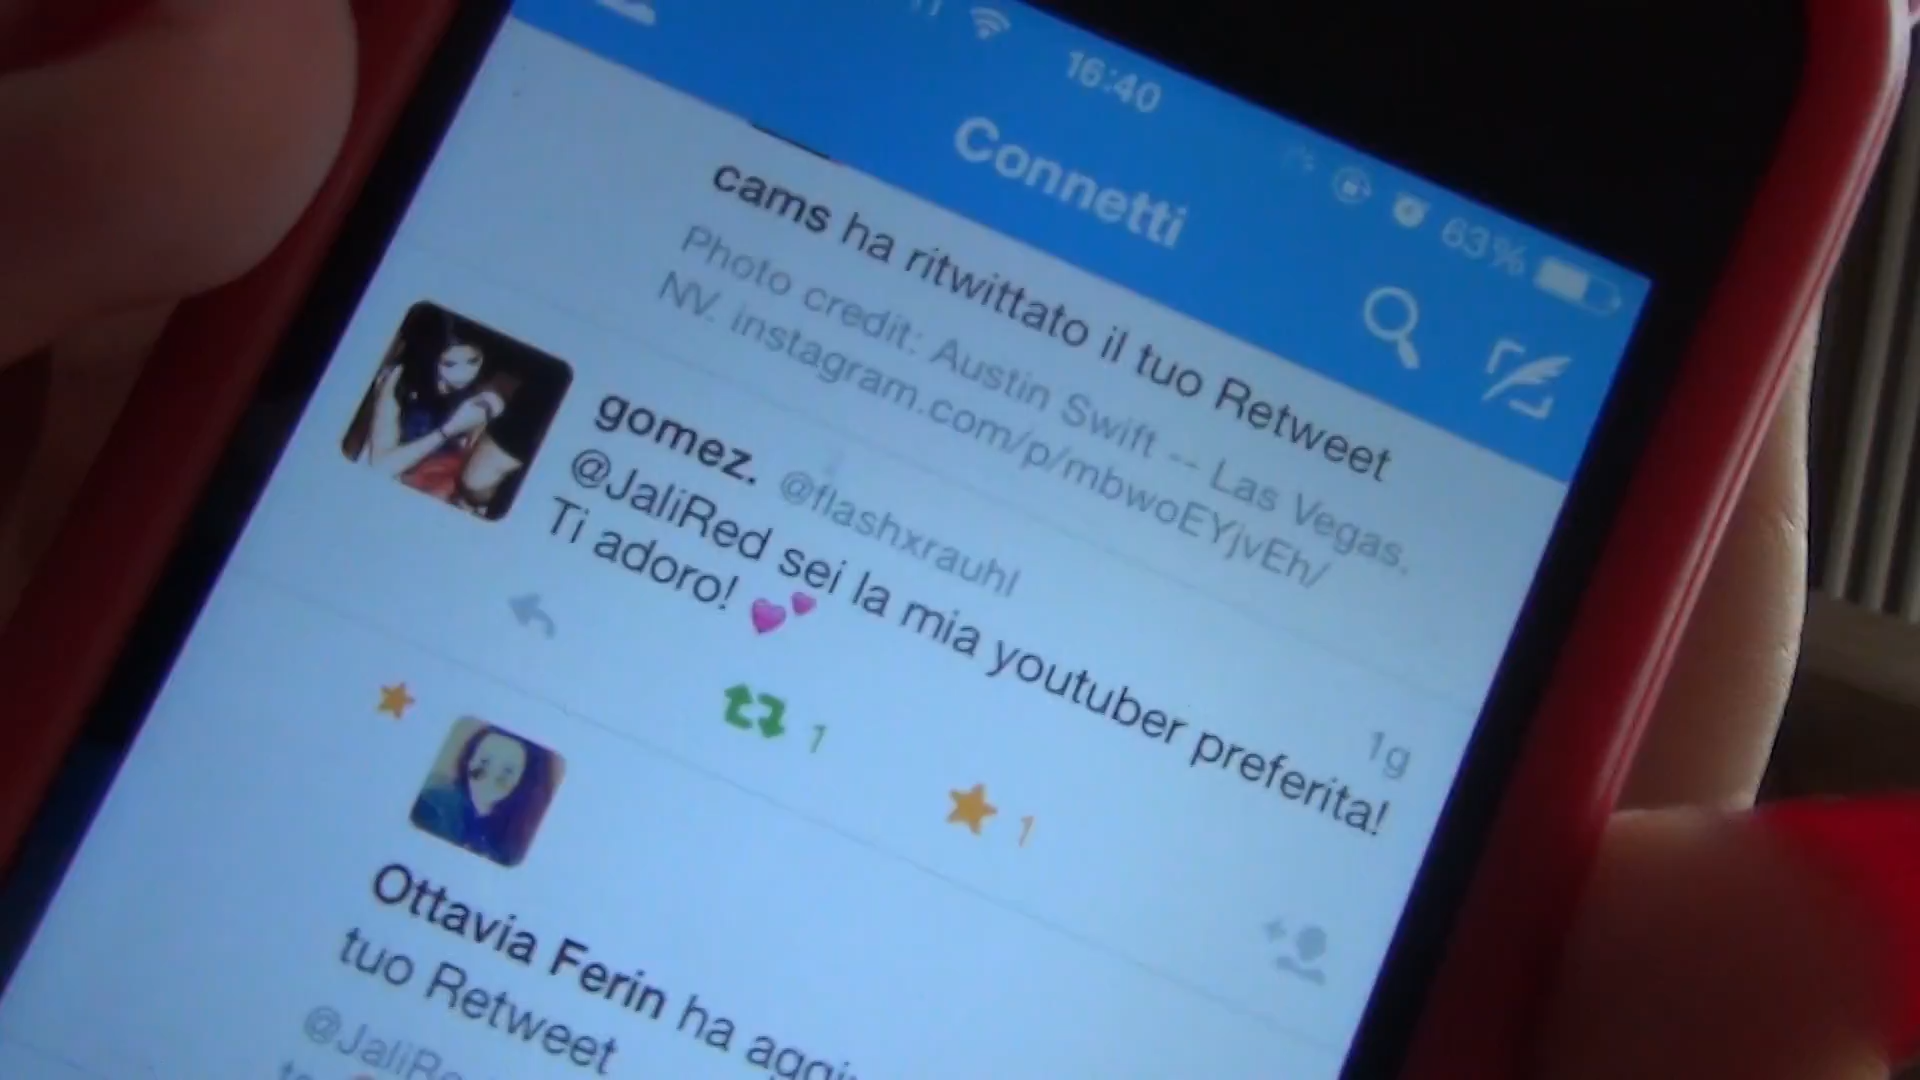 16:40
63%
Connetti
cams ha ritwittato il tuo Retweet
Photo credit: Austin Swift -- Las Vegas,
NV. instagram.com/p/mbwoEYjvEh/
gomez. @flashxrauhl 1g
@JaliRed sei la mia youtuber preferita!
Ti adoro! 💕
1
1
Ottavia Ferin ha
tuo Retweet